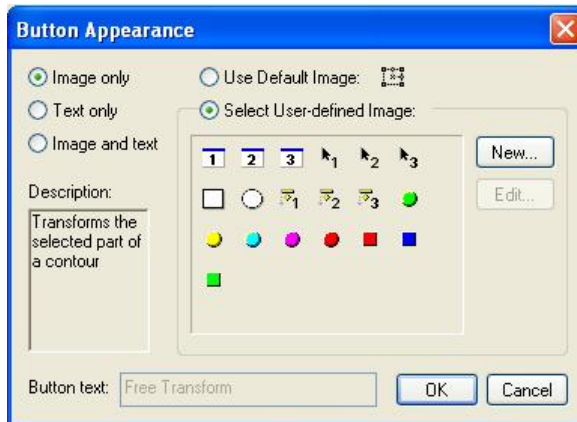 Button Appearance
Image only
Use Default Image:
Text only
Select User-defined Image:
Image and text
1 2 3 1 2 3
New...
Description:
1 2 3
Edit...
Transforms the
selected part of
a contour
Button text: Free Transform
OK
Cancel